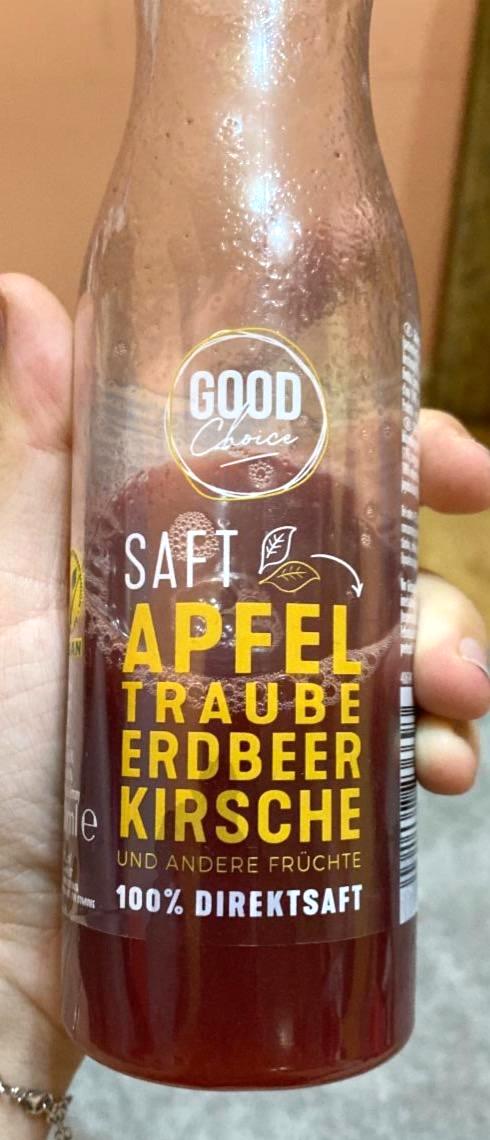 GOOD
Choice
SAFT
APFEL
TRAUBE
ERDBEER
KIRSCHE
UND ANDERE FRÜCHTE
100% DIREKTSAFT
e